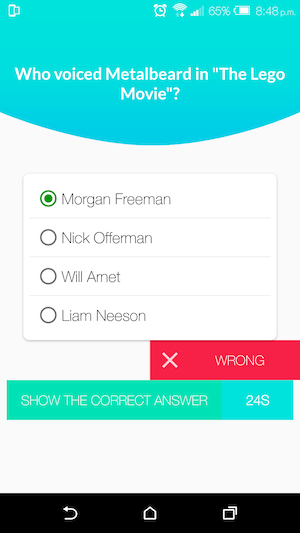 65% 8:48 p.m.
Who voiced Metalbeard in "The Lego
Movie"?
Morgan Freeman
Nick Offerman
Will Arnet
Liam Neeson
WRONG
SHOW THE CORRECT ANSWER 24S